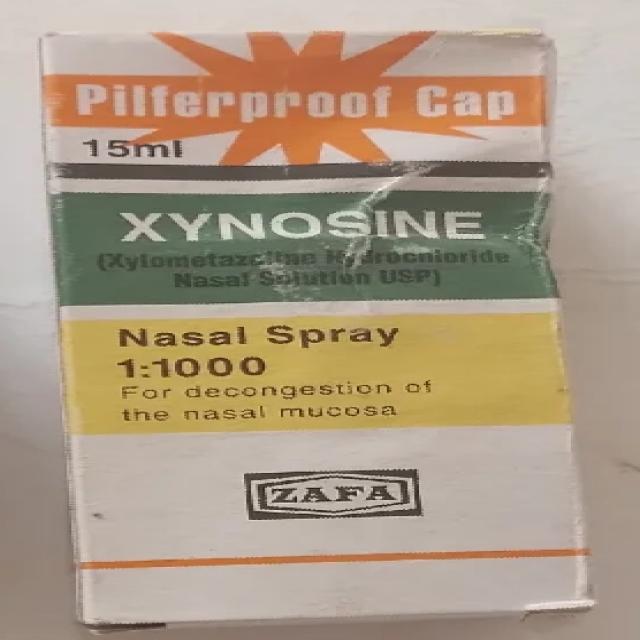 Pilferproof Cap
15ml
XYNOSINE
(Xylometazoline Hydrochloride
Nasal Solution USP)
Nasal Spray
1:1000
For decongestion of
the nasal mucosa
ZAFA